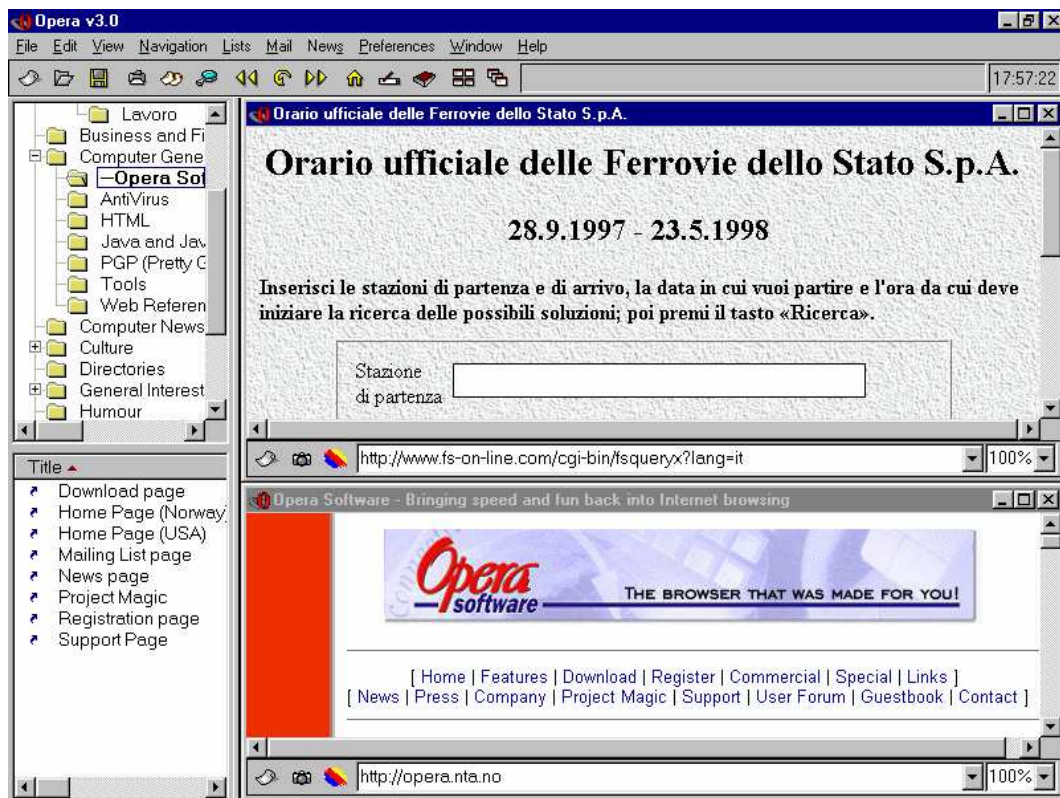 Opera v3.0
File Edit View Navigation Lists Mail News Preferences Window Help
17:57:22
Lavoro
Business and Fi
Computer Gene
Opera Sof
AntiVirus
HTML
Java and Jav
PGP (Pretty G
Tools
Web Referen
Computer News
Culture
Directories
General Interest
Humour
Title
Download page
Home Page (Norway)
Home Page (USA)
Mailing List page
News page
Project Magic
Registration page
Support Page
Orario ufficiale delle Ferrovie dello Stato S.p.A.
Orario ufficiale delle Ferrovie dello Stato S.p.A.
28.9.1997 - 23.5.1998
Inserisci le stazioni di partenza e di arrivo, la data in cui vuoi partire e l'ora da cui deve
iniziare la ricerca delle possibili soluzioni; poi premi il tasto «Ricerca».
Stazione
di partenza
http://www.fs-on-line.com/cgi-bin/fsqueryx?lang=it 100%
Opera Software - Bringing speed and fun back into Internet browsing
Opera
software
THE BROWSER THAT WAS MADE FOR YOU!
[ Home | Features | Download | Register | Commercial | Special | Links ]
[ News | Press | Company | Project Magic | Support | User Forum | Guestbook | Contact ]
http://opera.nta.no 100%